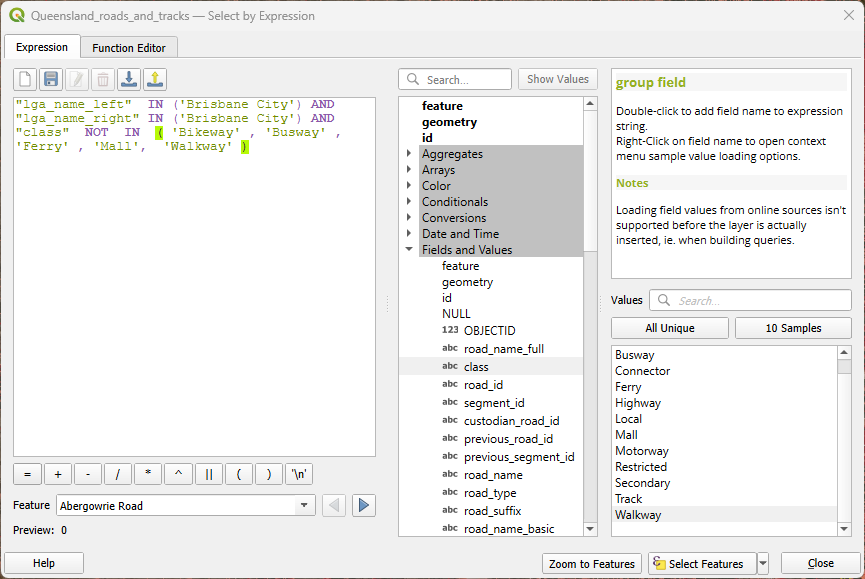 Queensland_roads_and_tracks — Select by Expression
Expression
Function Editor
"lga_name_left" IN ('Brisbane City') AND
"lga_name_right" IN ('Brisbane City') AND
"class" NOT IN ( 'Bikeway' , 'Busway' ,
'Ferry' , 'Mall', 'Walkway' )
= + - / * ^ || ( ) '\n'
Feature Abergowrie Road
Preview: 0
Search...
Show Values
feature
geometry
id
Aggregates
Arrays
Color
Conditionals
Conversions
Date and Time
Fields and Values
feature
geometry
id
NULL
123 OBJECTID
abc road_name_full
abc class
abc road_id
abc segment_id
abc custodian_road_id
abc previous_road_id
abc previous_segment_id
abc road_name
abc road_type
abc road_suffix
abc road_name_basic
group field
Double-click to add field name to expression
string.
Right-Click on field name to open context
menu sample value loading options.
Notes
Loading field values from online sources isn't
supported before the layer is actually
inserted, ie. when building queries.
Values Search...
All Unique
10 Samples
Busway
Connector
Ferry
Highway
Local
Mall
Motorway
Restricted
Secondary
Track
Walkway
Help
Zoom to Features
Select Features
Close